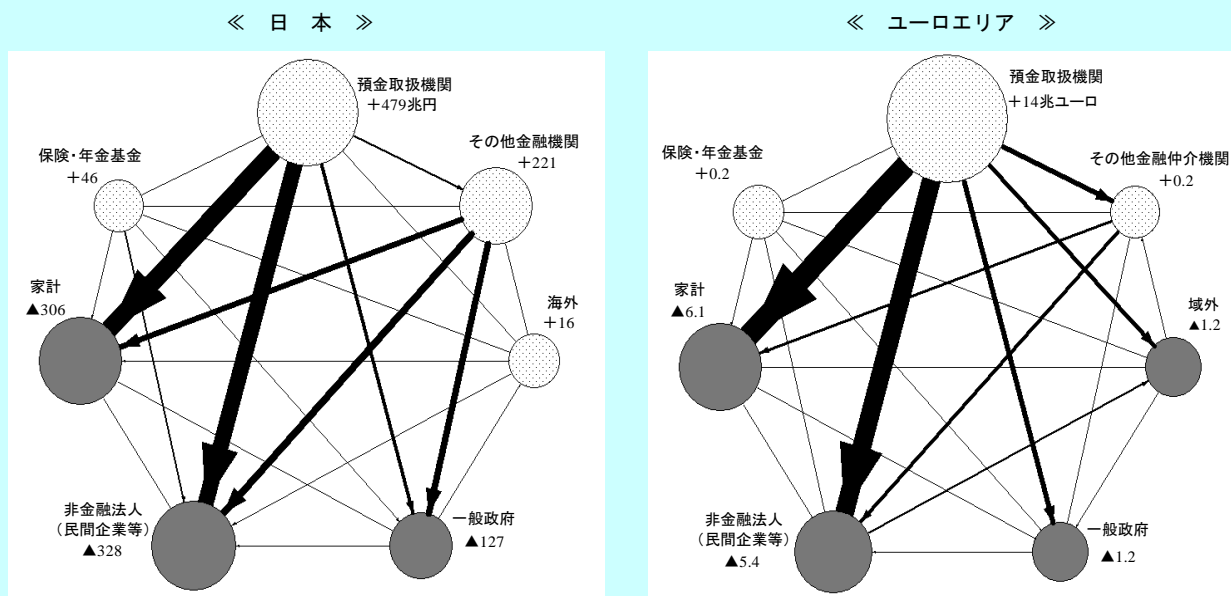 ≪ 日 本 ≫
預金取扱機関
＋479兆円
その他金融機関
＋221
保険・年金基金
＋46
家計
▲306
海外
＋16
非金融法人
（民間企業等）
▲328
一般政府
▲127
≪ ユーロエリア ≫
預金取扱機関
＋14兆ユーロ
保険・年金基金
＋0.2
その他金融仲介機関
＋0.2
家計
▲6.1
域外
▲1.2
非金融法人
（民間企業等）
▲5.4
一般政府
▲1.2